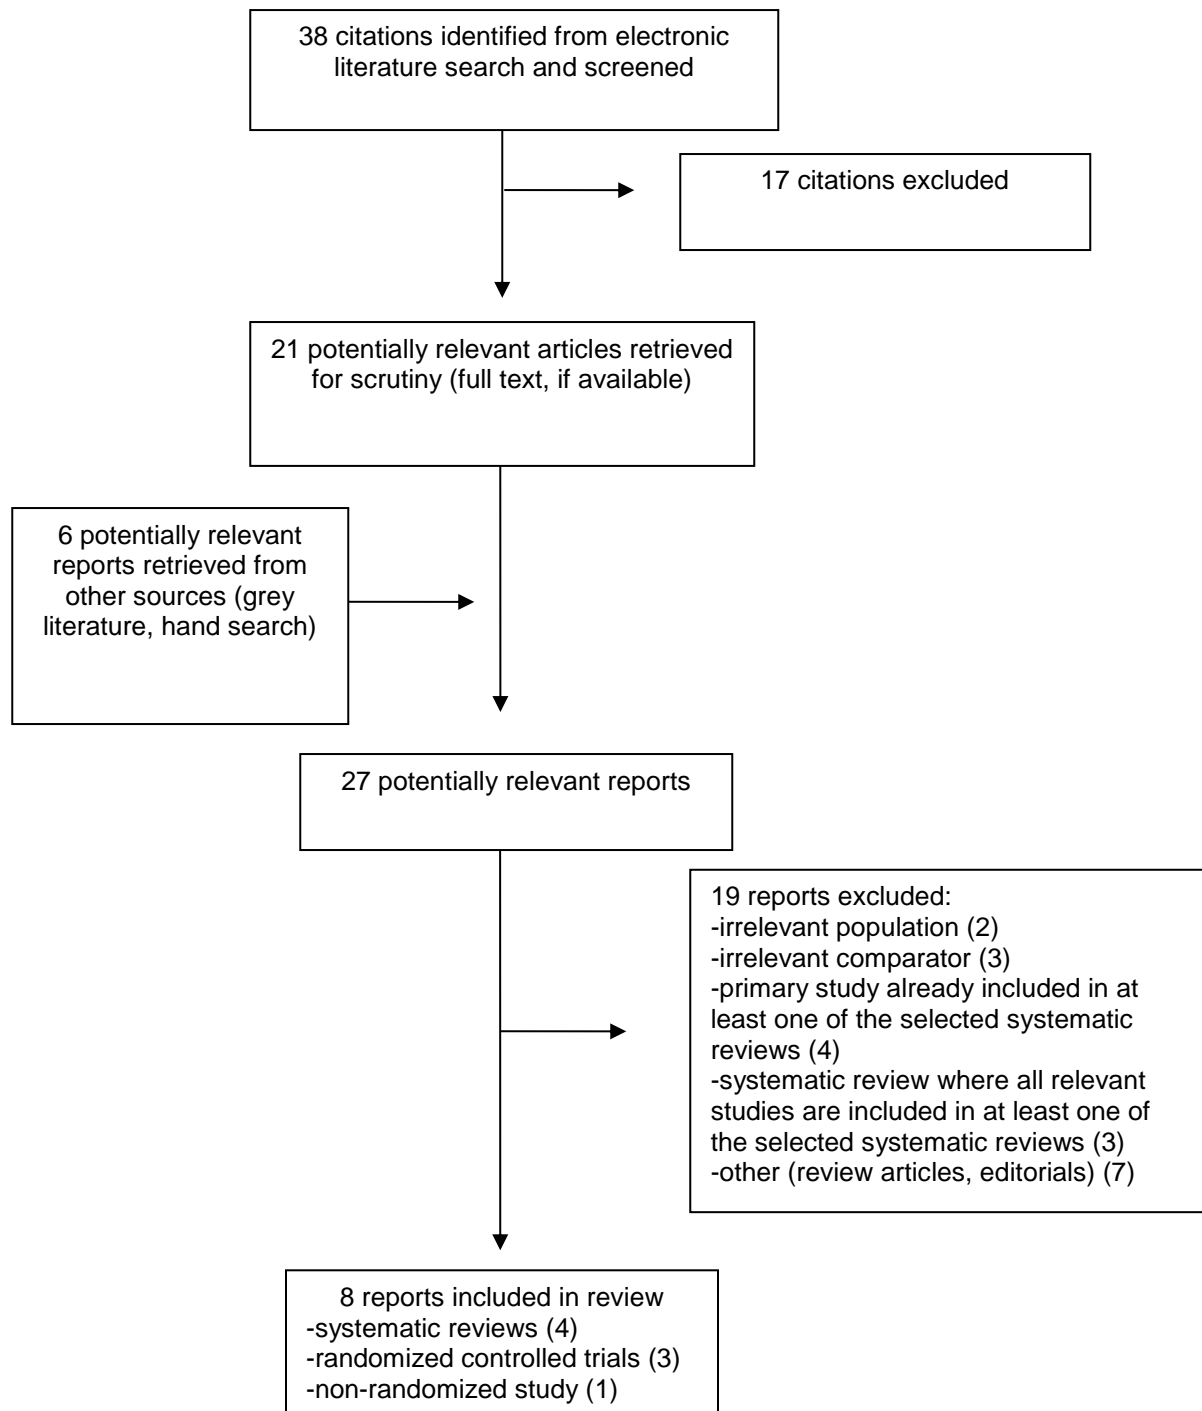 38 citations identified from electronic
literature search and screened
17 citations excluded
21 potentially relevant articles retrieved
for scrutiny (full text, if available)
6 potentially relevant
reports retrieved from
other sources (grey
literature, hand search)
27 potentially relevant reports
19 reports excluded:
-irrelevant population (2)
-irrelevant comparator (3)
-primary study already included in at
least one of the selected systematic
reviews (4)
-systematic review where all relevant
studies are included in at least one of
the selected systematic reviews (3)
-other (review articles, editorials) (7)
8 reports included in review
-systematic reviews (4)
-randomized controlled trials (3)
-non-randomized study (1)